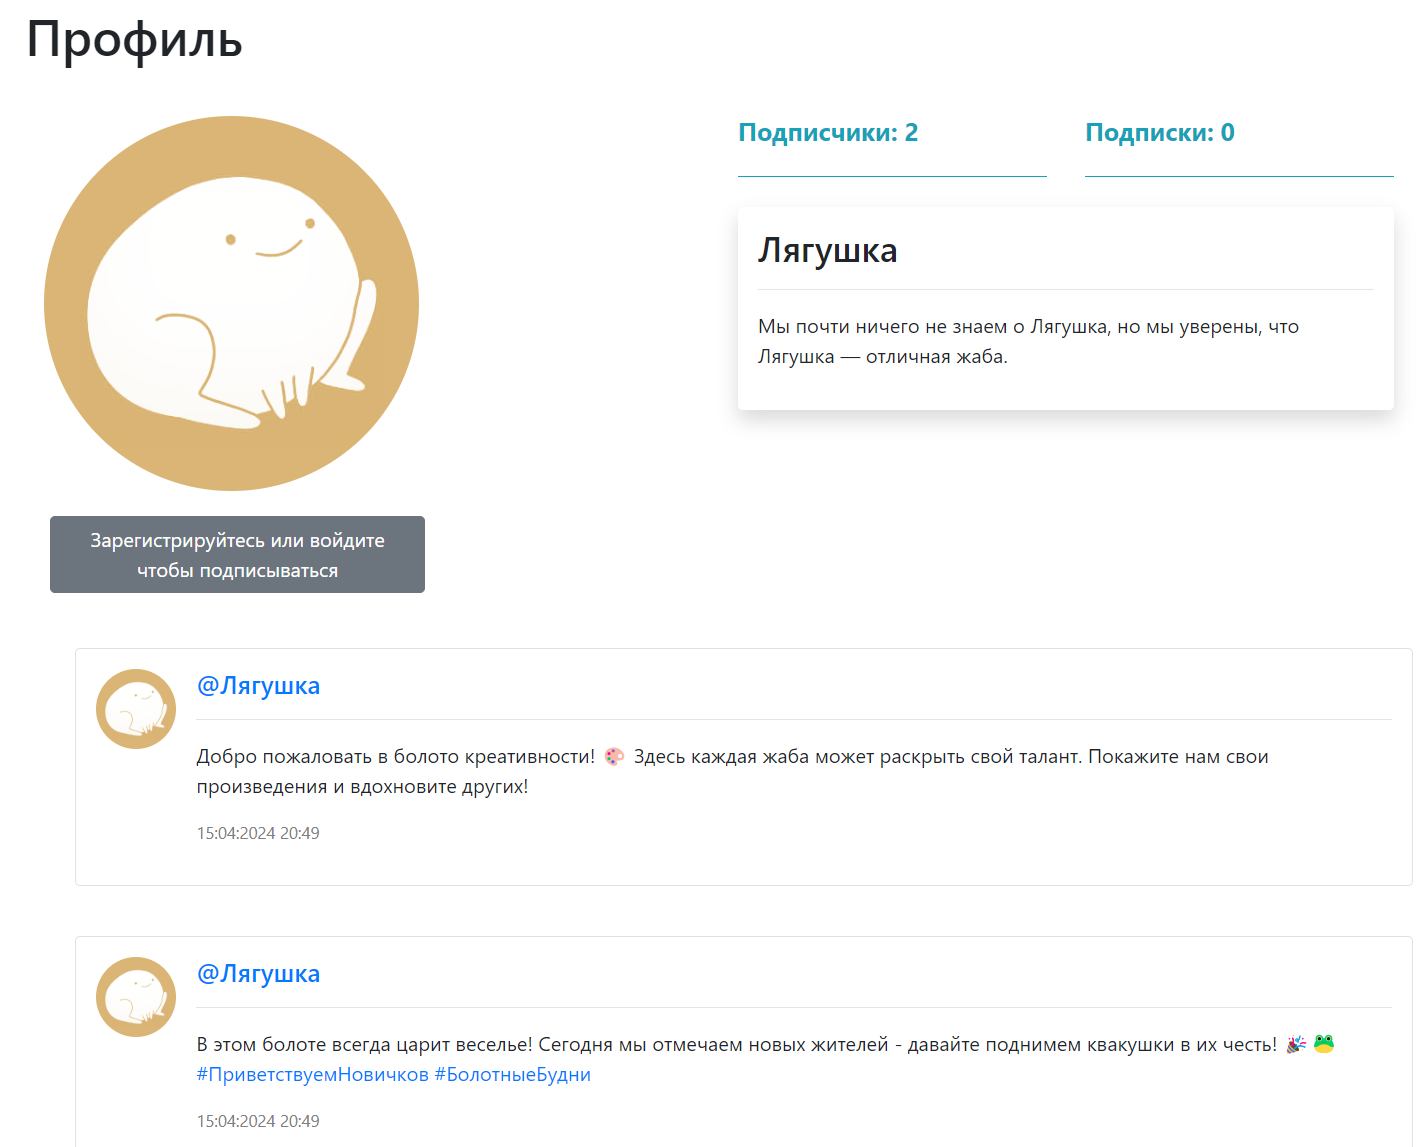 Профиль
Подписчики: 2
Подписки: 0
Лягушка
Мы почти ничего не знаем о Лягушка, но мы уверены, что
Лягушка — отличная жаба.
Зарегистрируйтесь или войдите
чтобы подписываться
@Лягушка
Добро пожаловать в болото креативности! 🎨 Здесь каждая жаба может раскрыть свой талант. Покажите нам свои
произведения и вдохновите других!
15:04:2024 20:49
@Лягушка
В этом болоте всегда царит веселье! Сегодня мы отмечаем новых жителей - давайте поднимем квакушки в их честь! 🎉 🐸
#ПриветствуемНовичков #БолотныеБудни
15:04:2024 20:49